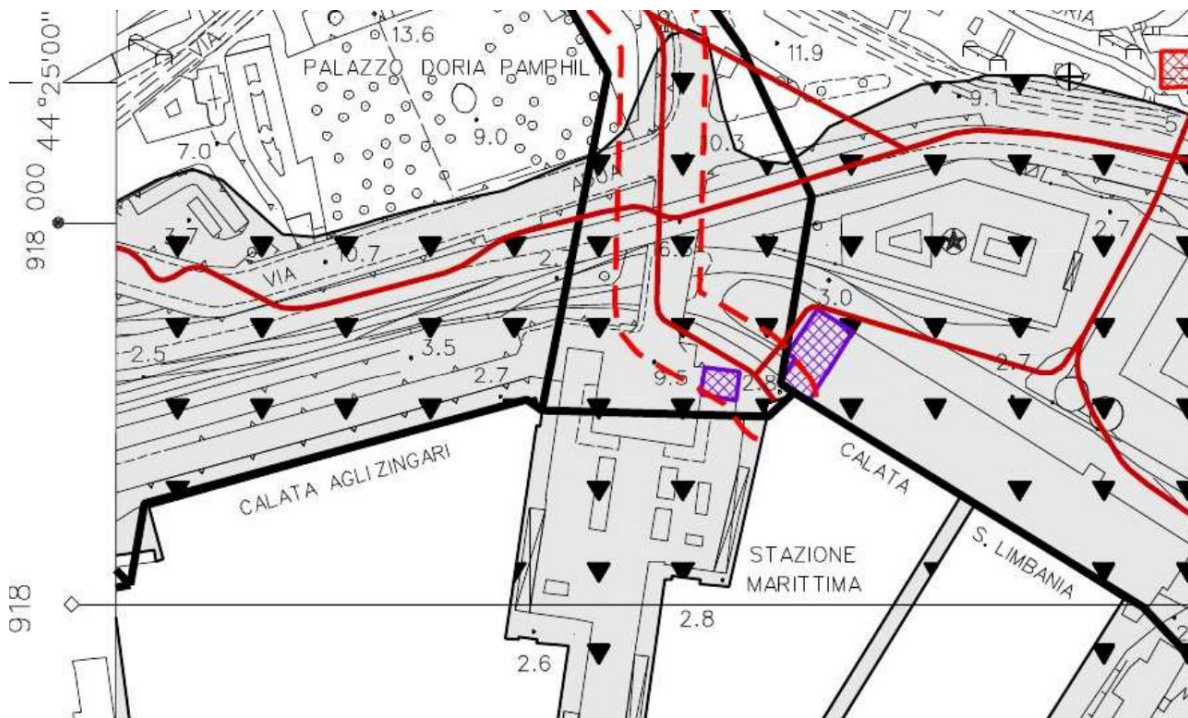 VIA
13.6
11.9
PALAZZO DORIA PAMPHIL
44°25'00"
9.0
7.0
918 000
3.7
VIA
2.7
3.0
2.5
3.5
2.7
9.5
2.8
2.7
CALATA AGLI ZINGARI
CALATA
S. LIMBANIA
STAZIONE
MARITTIMA
918
2.8
2.6